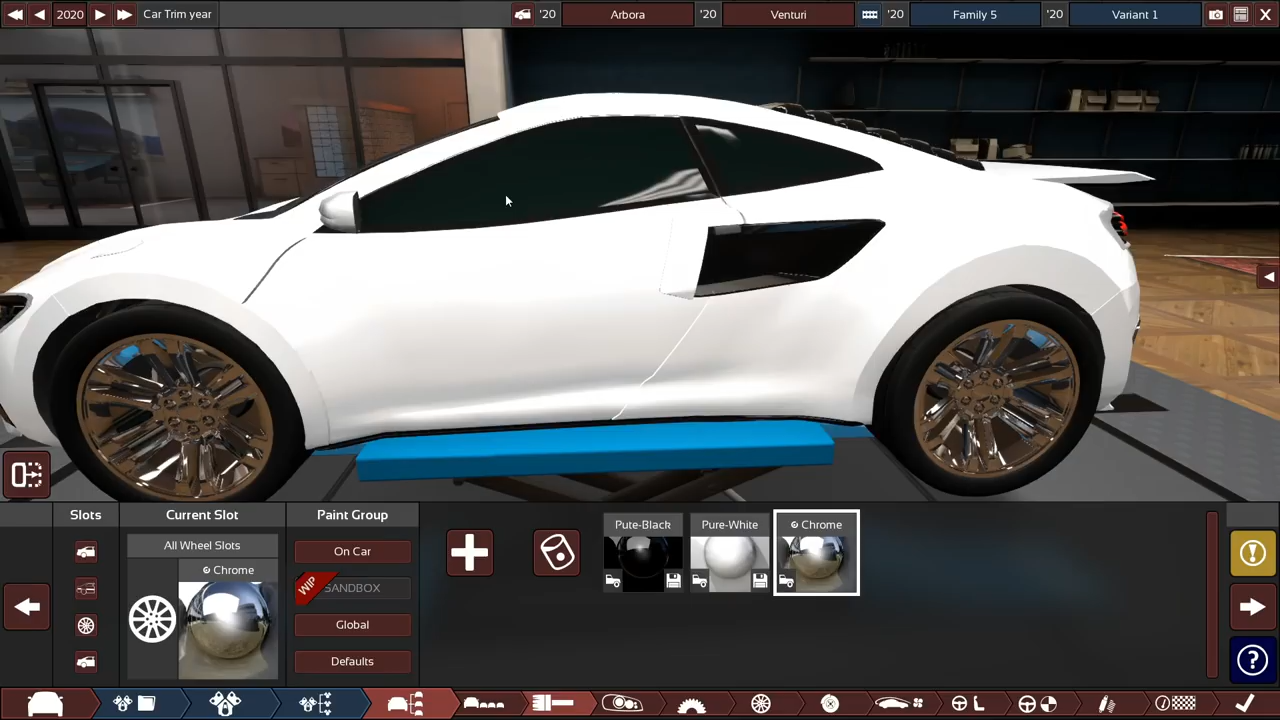 2020 Car Trim year '20 Arbora '20 Venturi '20 Family 5 '20 Variant 1
Slots Current Slot Paint Group
All Wheel Slots
Chrome
On Car
WIP SANDBOX
Global
Defaults
Pute-Black Pure-White Chrome
?